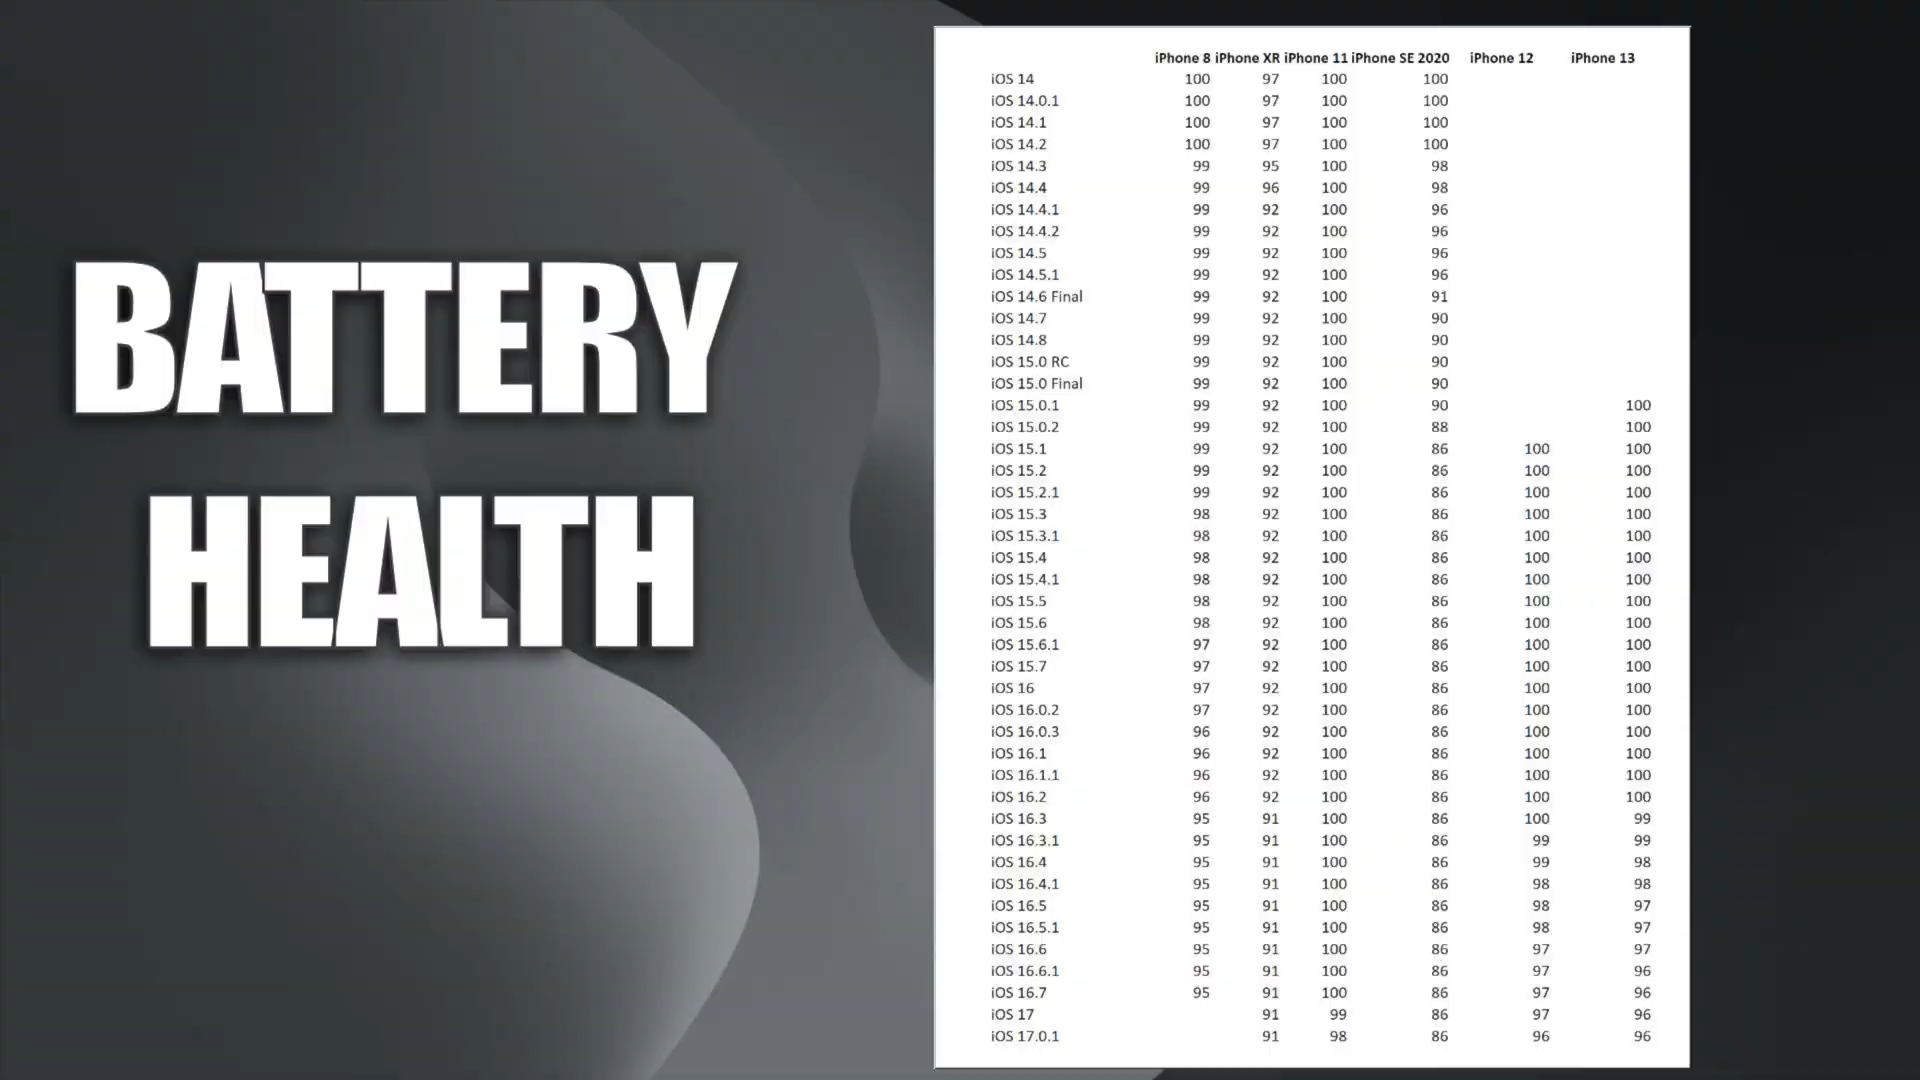 BATTERY
HEALTH
iPhone 8 iPhone XR iPhone 11 iPhone SE 2020 iPhone 12 iPhone 13
iOS 14 100 97 100 100
iOS 14.0.1 100 97 100 100
iOS 14.1 100 97 100 100
iOS 14.2 100 97 100 100
iOS 14.3 99 95 100 98
iOS 14.4 99 96 100 98
iOS 14.4.1 99 92 100 96
iOS 14.4.2 99 92 100 96
iOS 14.5 99 92 100 96
iOS 14.5.1 99 92 100 96
iOS 14.6 Final 99 92 100 91
iOS 14.7 99 92 100 90
iOS 14.8 99 92 100 90
iOS 15.0 RC 99 92 100 90
iOS 15.0 Final 99 92 100 90
iOS 15.0.1 99 92 100 90 100
iOS 15.0.2 99 92 100 88 100
iOS 15.1 99 92 100 86 100 100
iOS 15.2 99 92 100 86 100 100
iOS 15.2.1 99 92 100 86 100 100
iOS 15.3 98 92 100 86 100 100
iOS 15.3.1 98 92 100 86 100 100
iOS 15.4 98 92 100 86 100 100
iOS 15.4.1 98 92 100 86 100 100
iOS 15.5 98 92 100 86 100 100
iOS 15.6 98 92 100 86 100 100
iOS 15.6.1 97 92 100 86 100 100
iOS 15.7 97 92 100 86 100 100
iOS 16 97 92 100 86 100 100
iOS 16.0.2 97 92 100 86 100 100
iOS 16.0.3 96 92 100 86 100 100
iOS 16.1 96 92 100 86 100 100
iOS 16.1.1 96 92 100 86 100 100
iOS 16.2 96 92 100 86 100 100
iOS 16.3 95 91 100 86 100 99
iOS 16.3.1 95 91 100 86 99 99
iOS 16.4 95 91 100 86 99 98
iOS 16.4.1 95 91 100 86 98 98
iOS 16.5 95 91 100 86 98 97
iOS 16.5.1 95 91 100 86 98 97
iOS 16.6 95 91 100 86 97 97
iOS 16.6.1 95 91 100 86 97 96
iOS 16.7 95 91 100 86 97 96
iOS 17 91 99 86 97 96
iOS 17.0.1 91 98 86 96 96